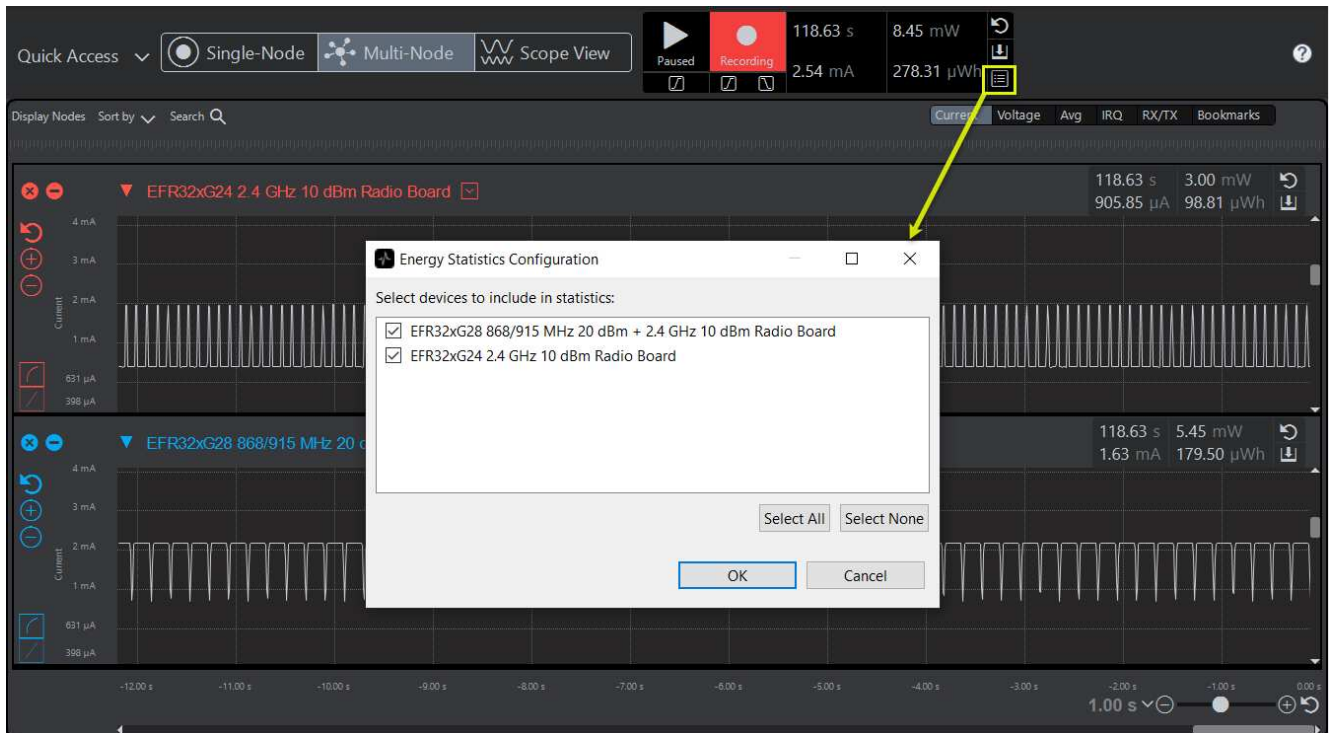 Quick Access
Single-Node
Multi-Node
Scope View
Paused
Recording
118.63 s
8.45 mW
2.54 mA
278.31 µWh
Display Nodes Sort by Search
Current Voltage Avg IRQ RX/TX Bookmarks
EFR32xG24 2.4 GHz 10 dBm Radio Board
118.63 s 3.00 mW
905.85 µA 98.81 µWh
4 mA
3 mA
2 mA
1 mA
631 µA
398 µA
Current
Energy Statistics Configuration
Select devices to include in statistics:
EFR32xG28 868/915 MHz 20 dBm + 2.4 GHz 10 dBm Radio Board
EFR32xG24 2.4 GHz 10 dBm Radio Board
Select All Select None
OK Cancel
EFR32xG28 868/915 MHz 20
118.63 s 5.45 mW
1.63 mA 179.50 µWh
4 mA
3 mA
2 mA
1 mA
631 µA
398 µA
Current
-12.00 s -11.00 s -10.00 s -9.00 s -8.00 s -7.00 s -6.00 s -5.00 s -4.00 s -3.00 s -2.00 s -1.00 s 0.00 s
1.00 s